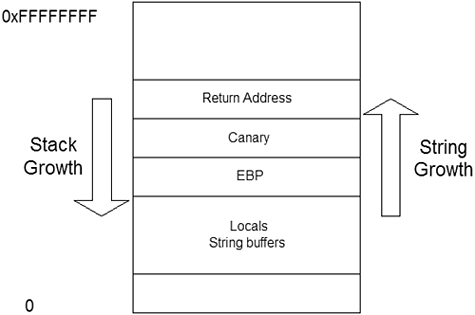 0xFFFFFFFF
Return Address
Canary
EBP
Locals
String buffers
Stack
Growth
String
Growth
0